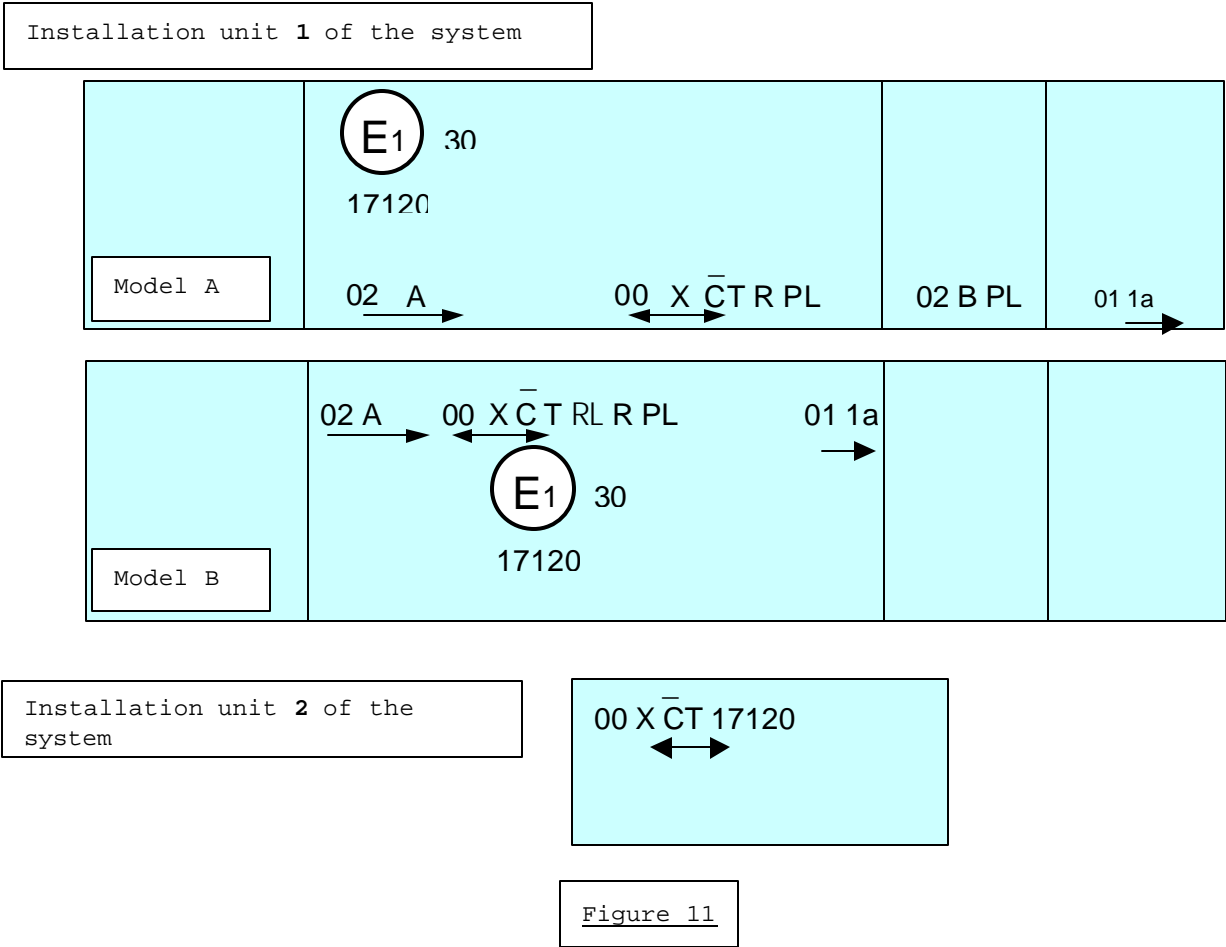 Installation unit 1 of the system
E1 30
17120
Model A
02 A 00 X C̅T R PL 02 B PL 01 1a
02 A 00 X C̅ T RL R PL 01 1a
E1 30
17120
Model B
Installation unit 2 of the
system
00 X C̅T 17120
Figure 11